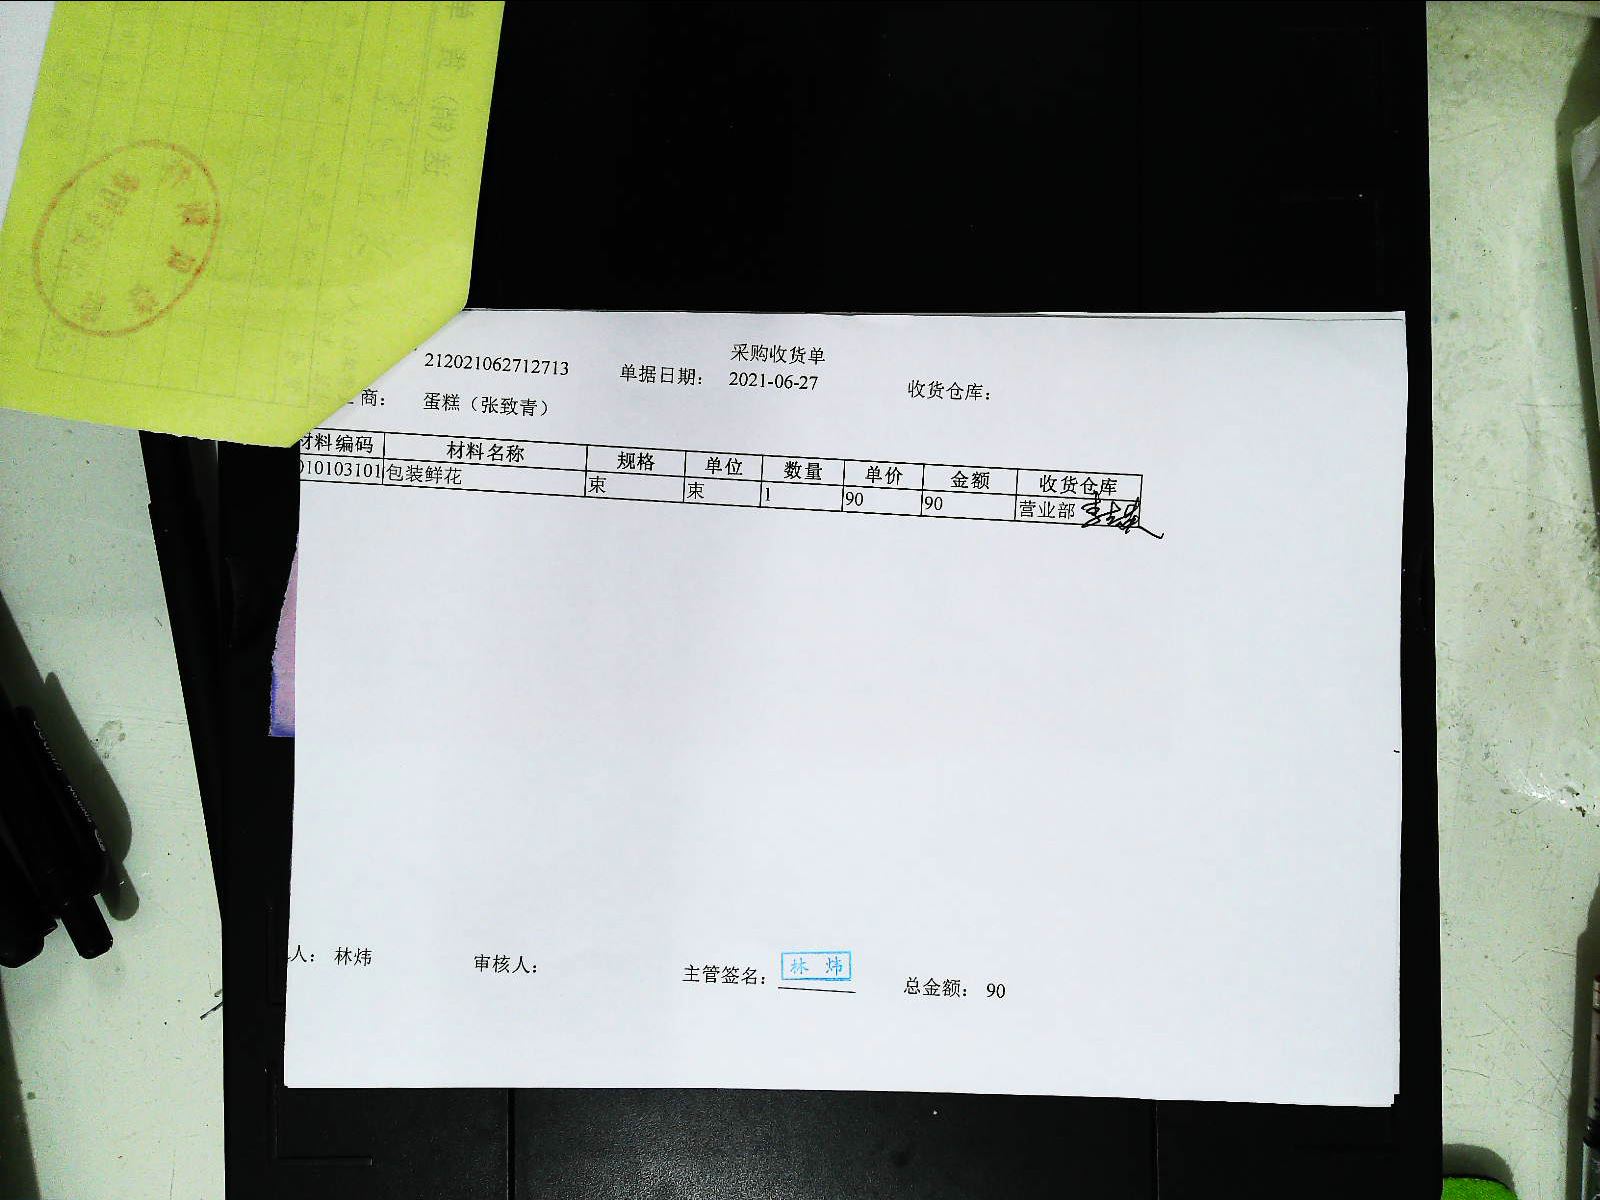 采购收货单
212021062712713 单据日期： 2021-06-27 收货仓库：
商： 蛋糕（张致青）
材料编码 材料名称 规格 单位 数量 单价 金额 收货仓库
010103101 包装鲜花 束 束 1 90 90 营业部
人： 林炜 审核人： 主管签名： 林炜 总金额： 90